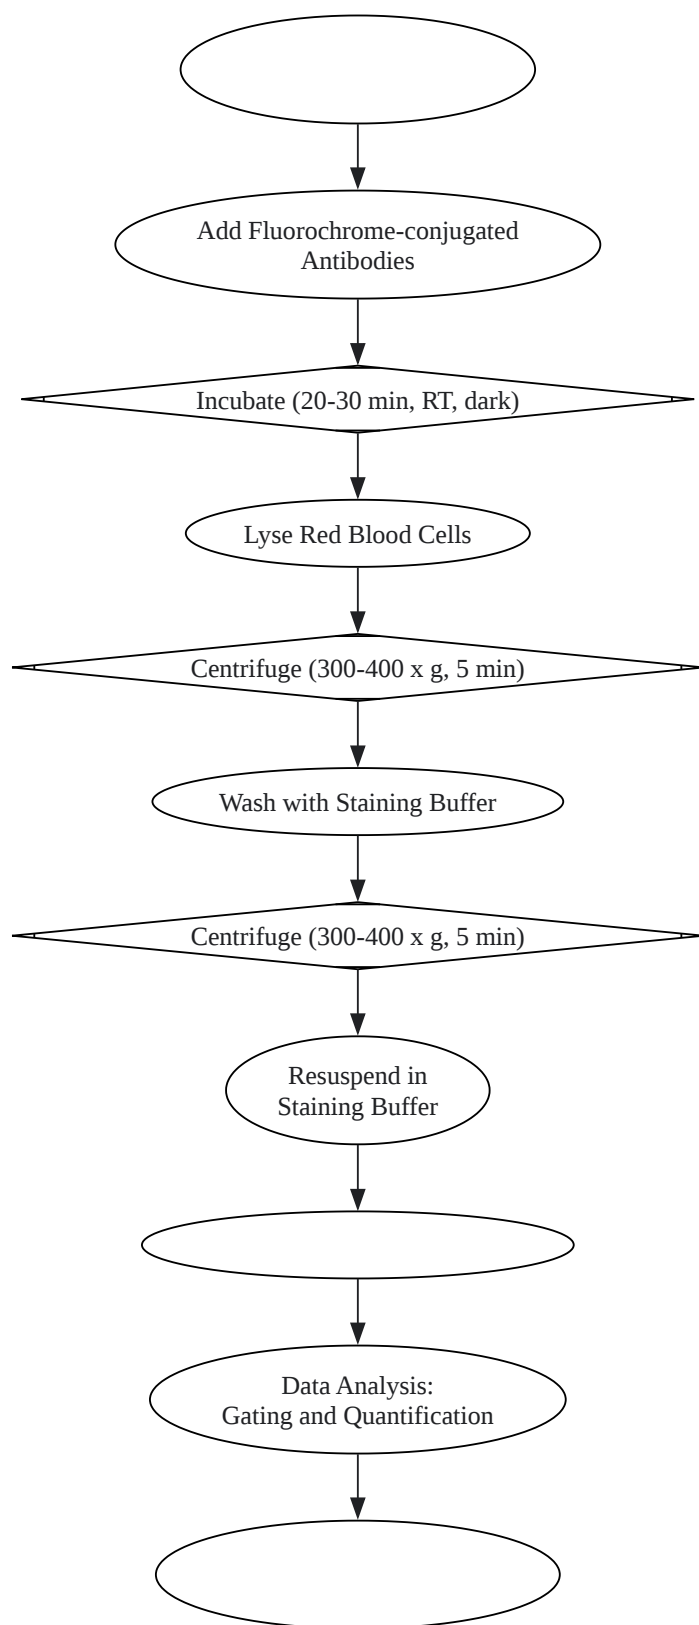 Add Fluorochrome-conjugated
Antibodies
Incubate (20-30 min, RT, dark)
Lyse Red Blood Cells
Centrifuge (300-400 x g, 5 min)
Wash with Staining Buffer
Centrifuge (300-400 x g, 5 min)
Resuspend in
Staining Buffer
Data Analysis:
Gating and Quantification